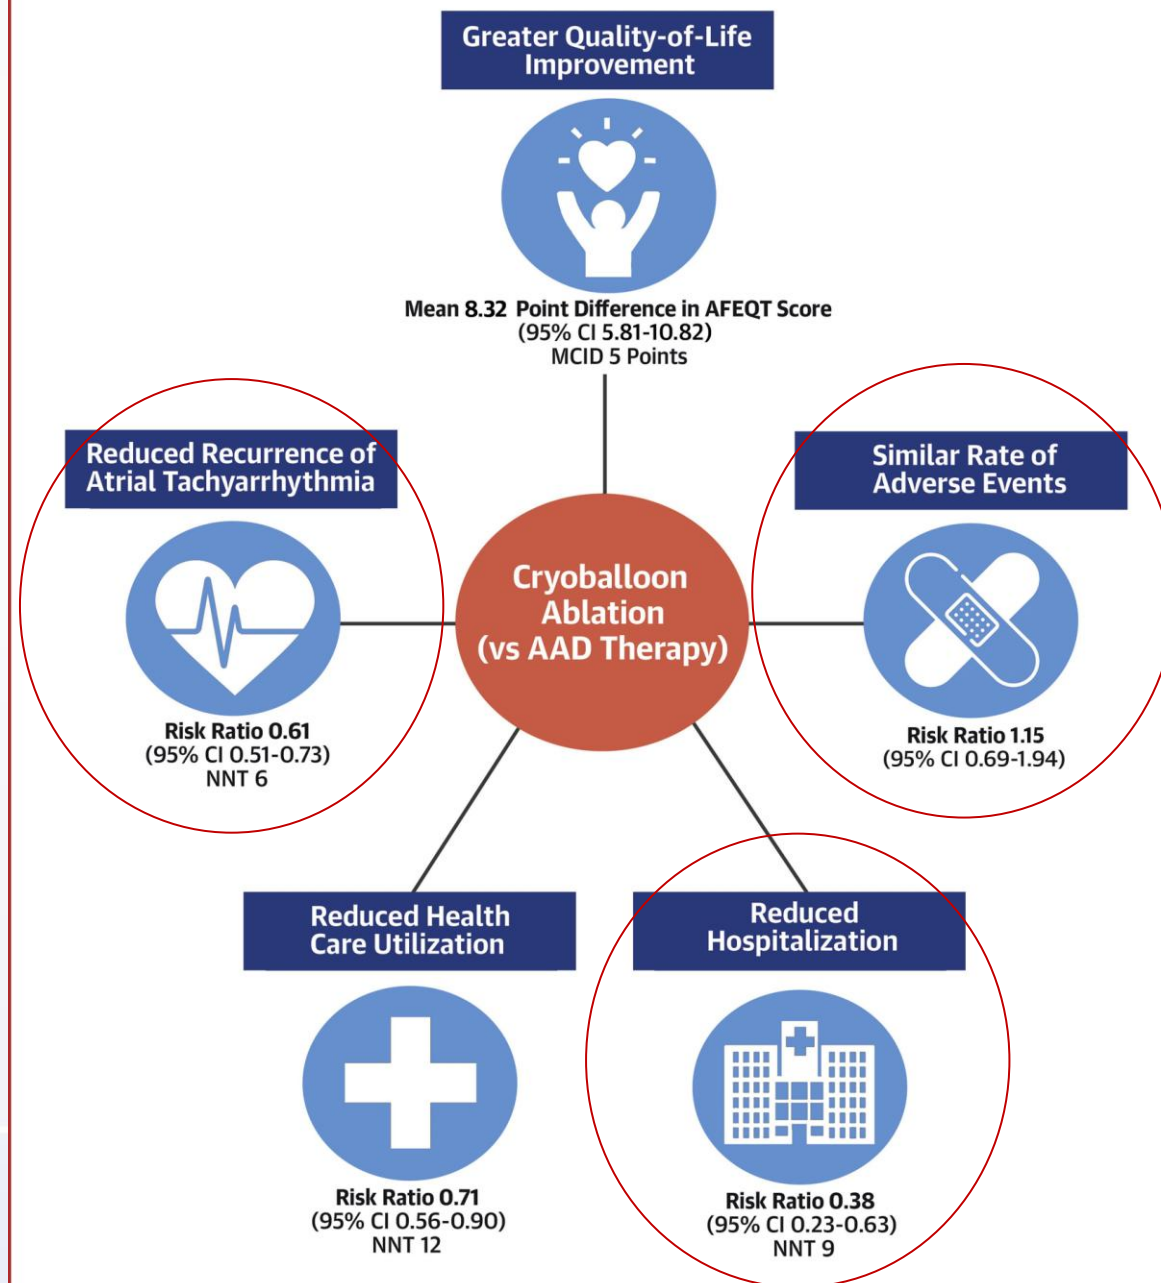 Greater Quality-of-Life
Improvement
Mean 8.32 Point Difference in AFEQT Score
(95% CI 5.81-10.82)
MCID 5 Points
Reduced Recurrence of
Atrial Tachyarrhythmia
Risk Ratio 0.61
(95% CI 0.51-0.73)
NNT 6
Cryoballoon
Ablation
(vs AAD Therapy)
Similar Rate of
Adverse Events
Risk Ratio 1.15
(95% CI 0.69-1.94)
Reduced Health
Care Utilization
Risk Ratio 0.71
(95% CI 0.56-0.90)
NNT 12
Reduced
Hospitalization
Risk Ratio 0.38
(95% CI 0.23-0.63)
NNT 9